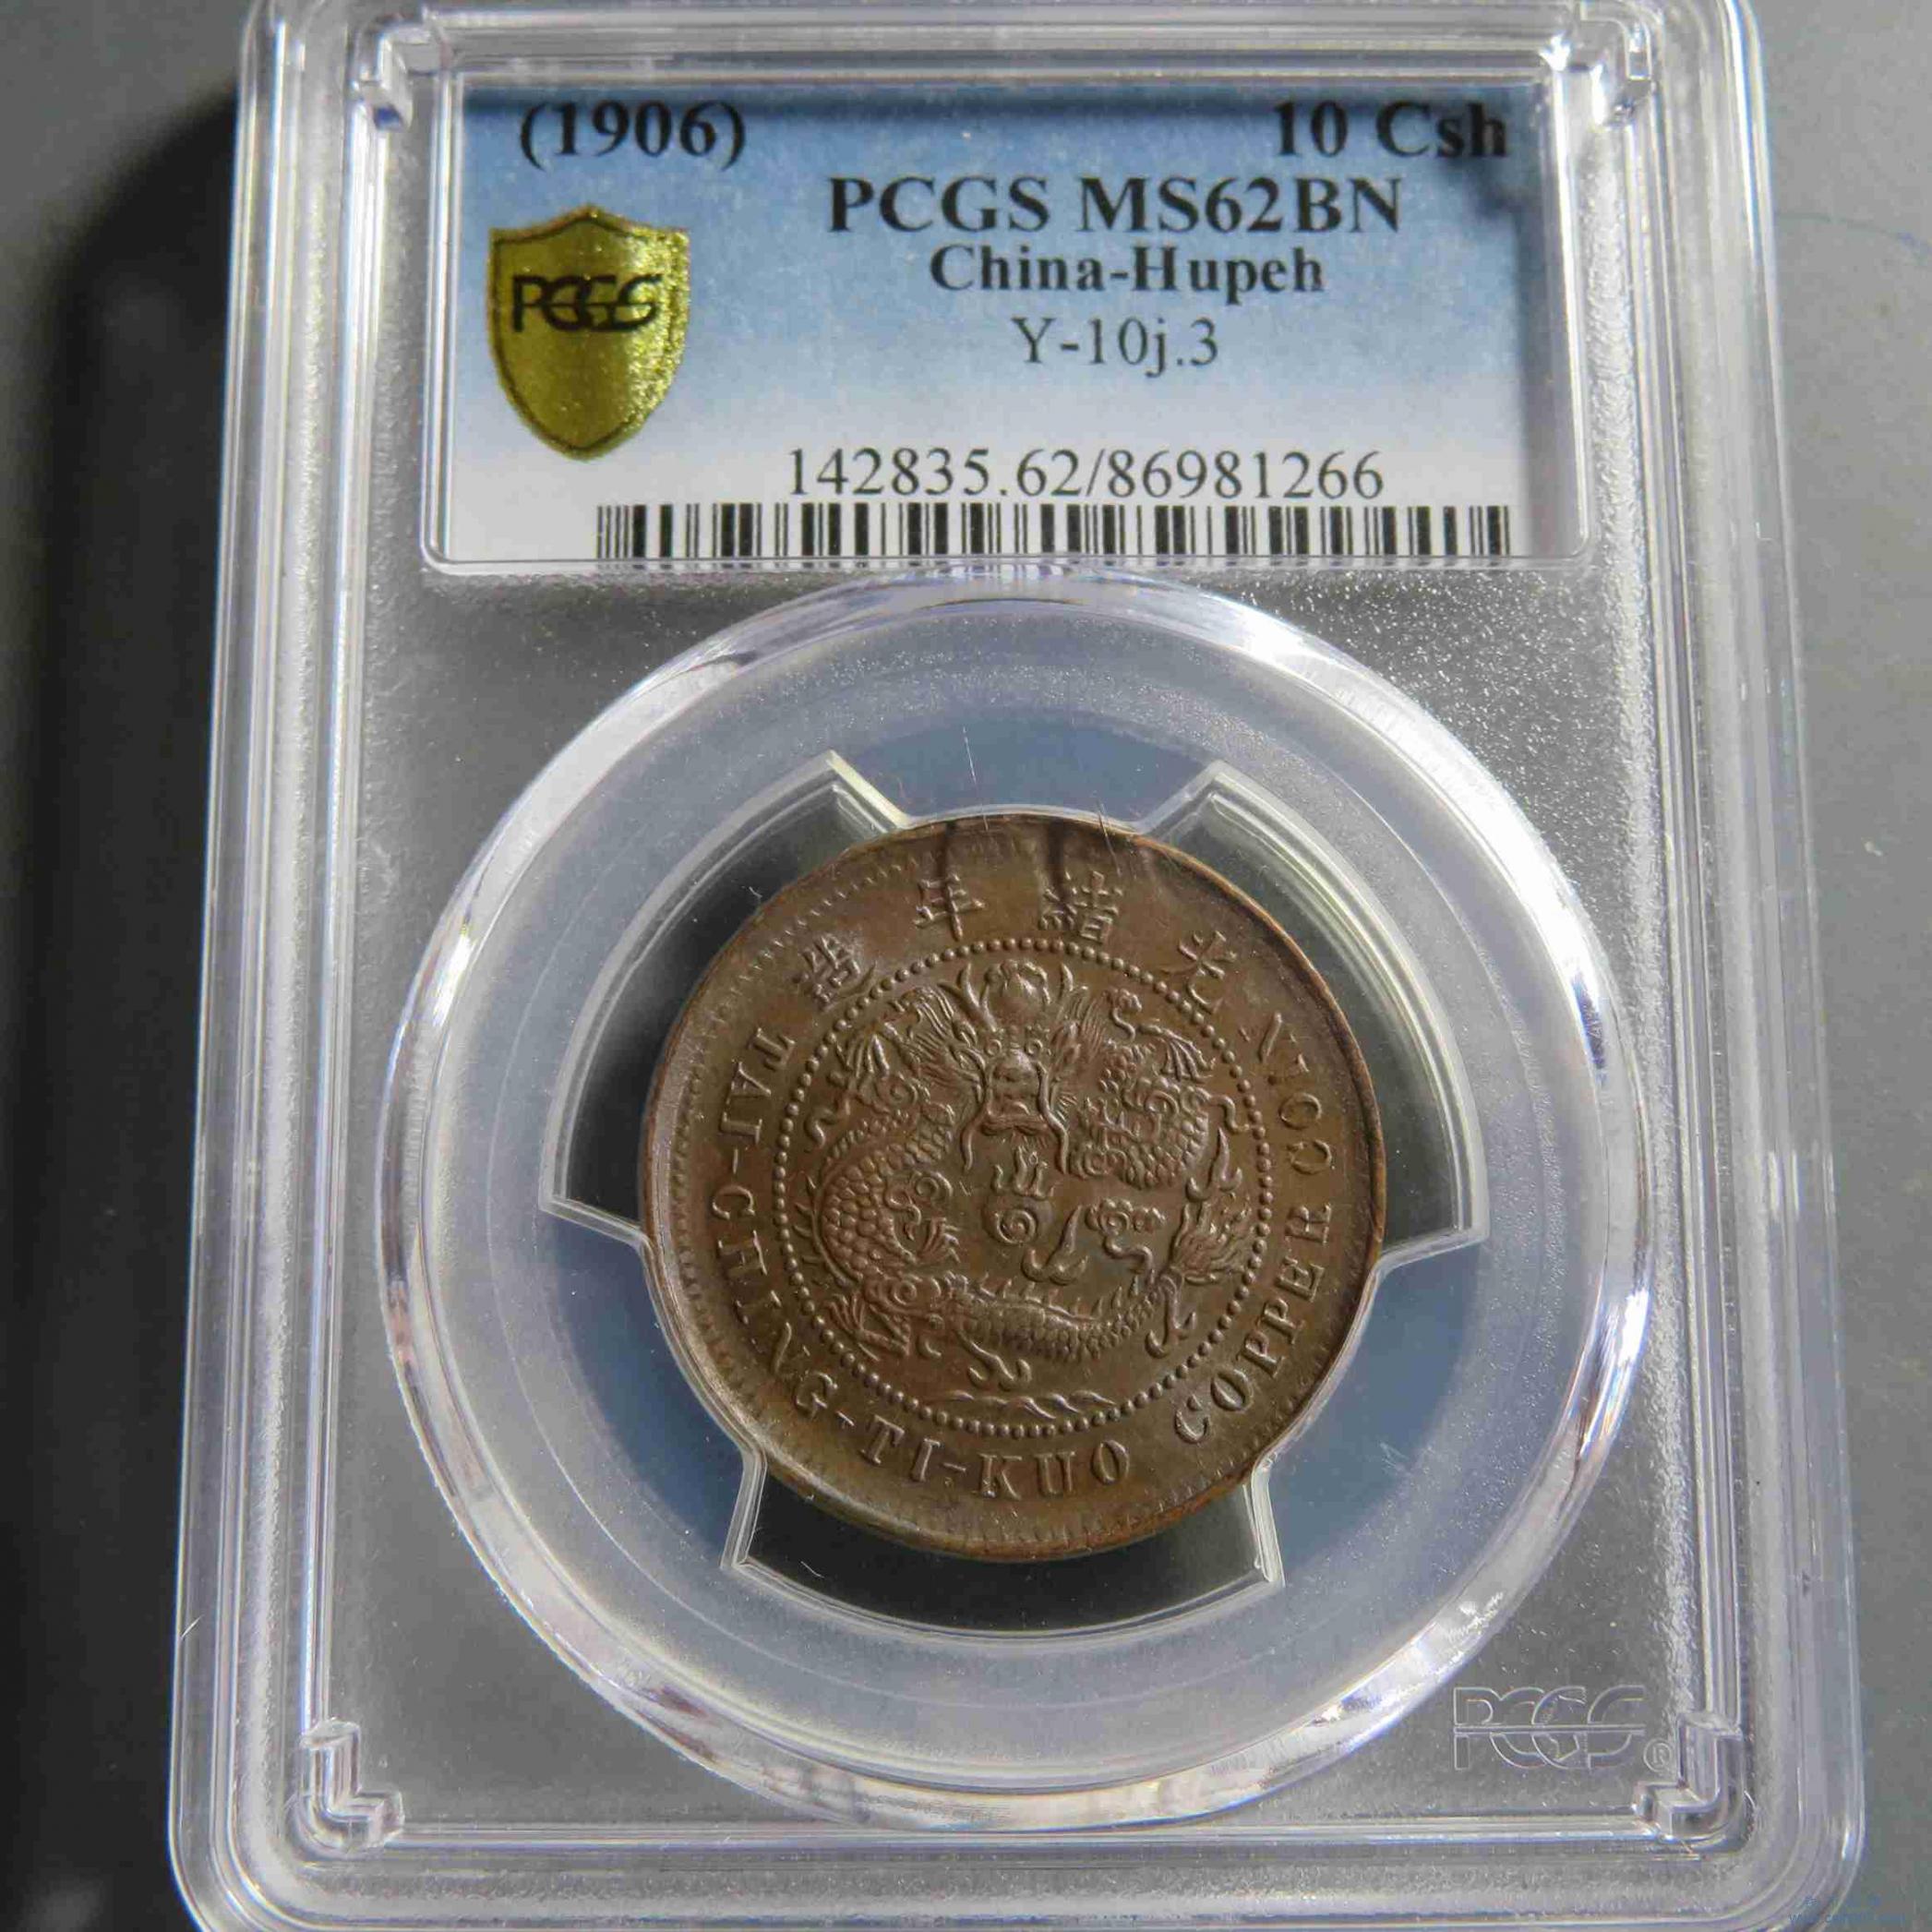 (1906) 10 Csh
PCGS MS62BN
China-Hupeh
Y-10j.3
PCGS
142835.62/86981266
光緒年造
TAI-CHING-TI-KUO COPPER COIN
PCGS®